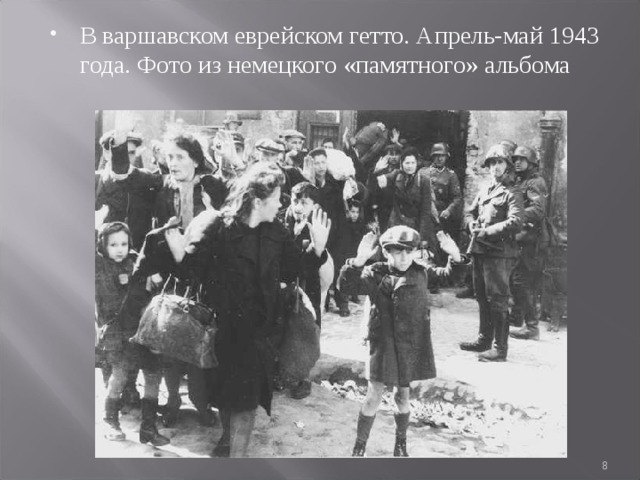 • В варшавском еврейском гетто. Апрель-май 1943
года. Фото из немецкого «памятного» альбома
8